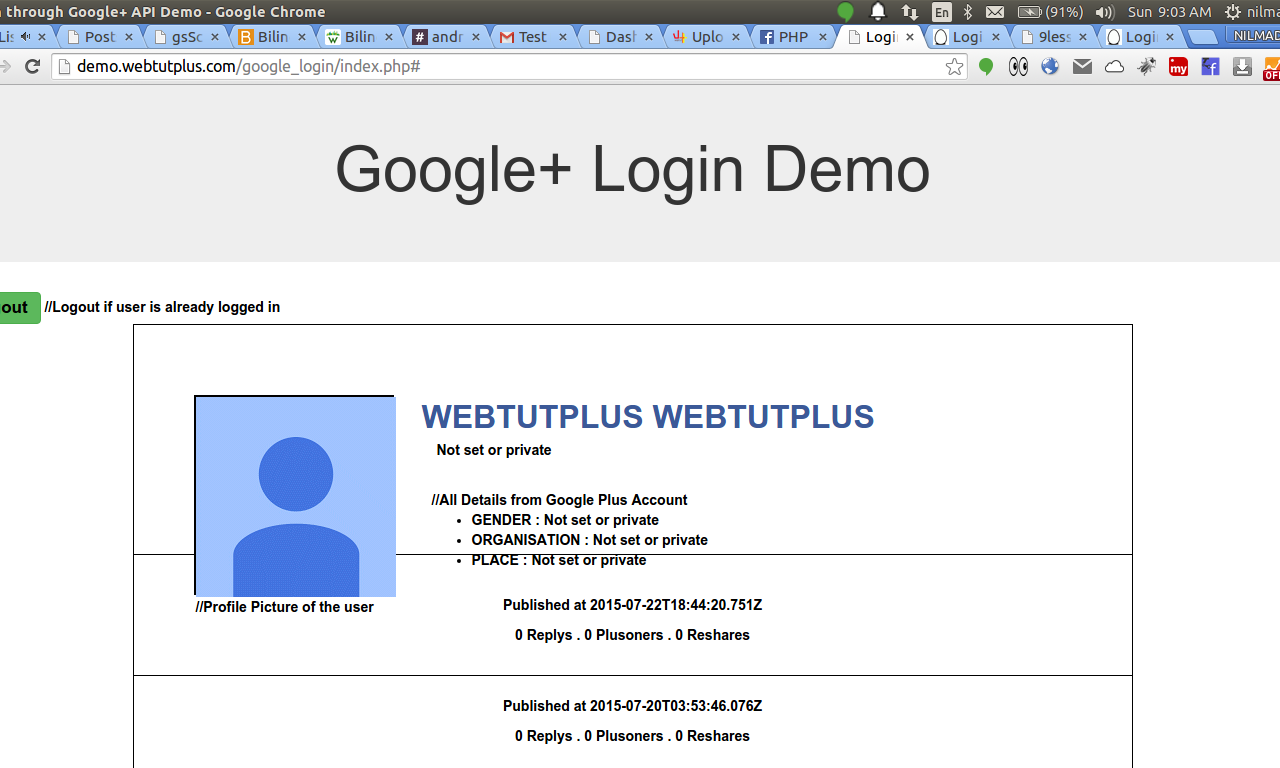 through Google+ API Demo - Google Chrome
En
(91%)
Sun 9:03 AM
nilma
Lis
Post
gsSc
Bilin
Bilin
andr
Test
Dash
Uplo
PHP
Logi
Logi
9less
Logi
NILMAD
demo.webtutplus.com/google_login/index.php#
my
OFF
Google+ Login Demo
out //Logout if user is already logged in
WEBTUTPLUS WEBTUTPLUS
Not set or private
//All Details from Google Plus Account
• GENDER : Not set or private
• ORGANISATION : Not set or private
• PLACE : Not set or private
//Profile Picture of the user
Published at 2015-07-22T18:44:20.751Z
0 Replys . 0 Plusoners . 0 Reshares
Published at 2015-07-20T03:53:46.076Z
0 Replys . 0 Plusoners . 0 Reshares